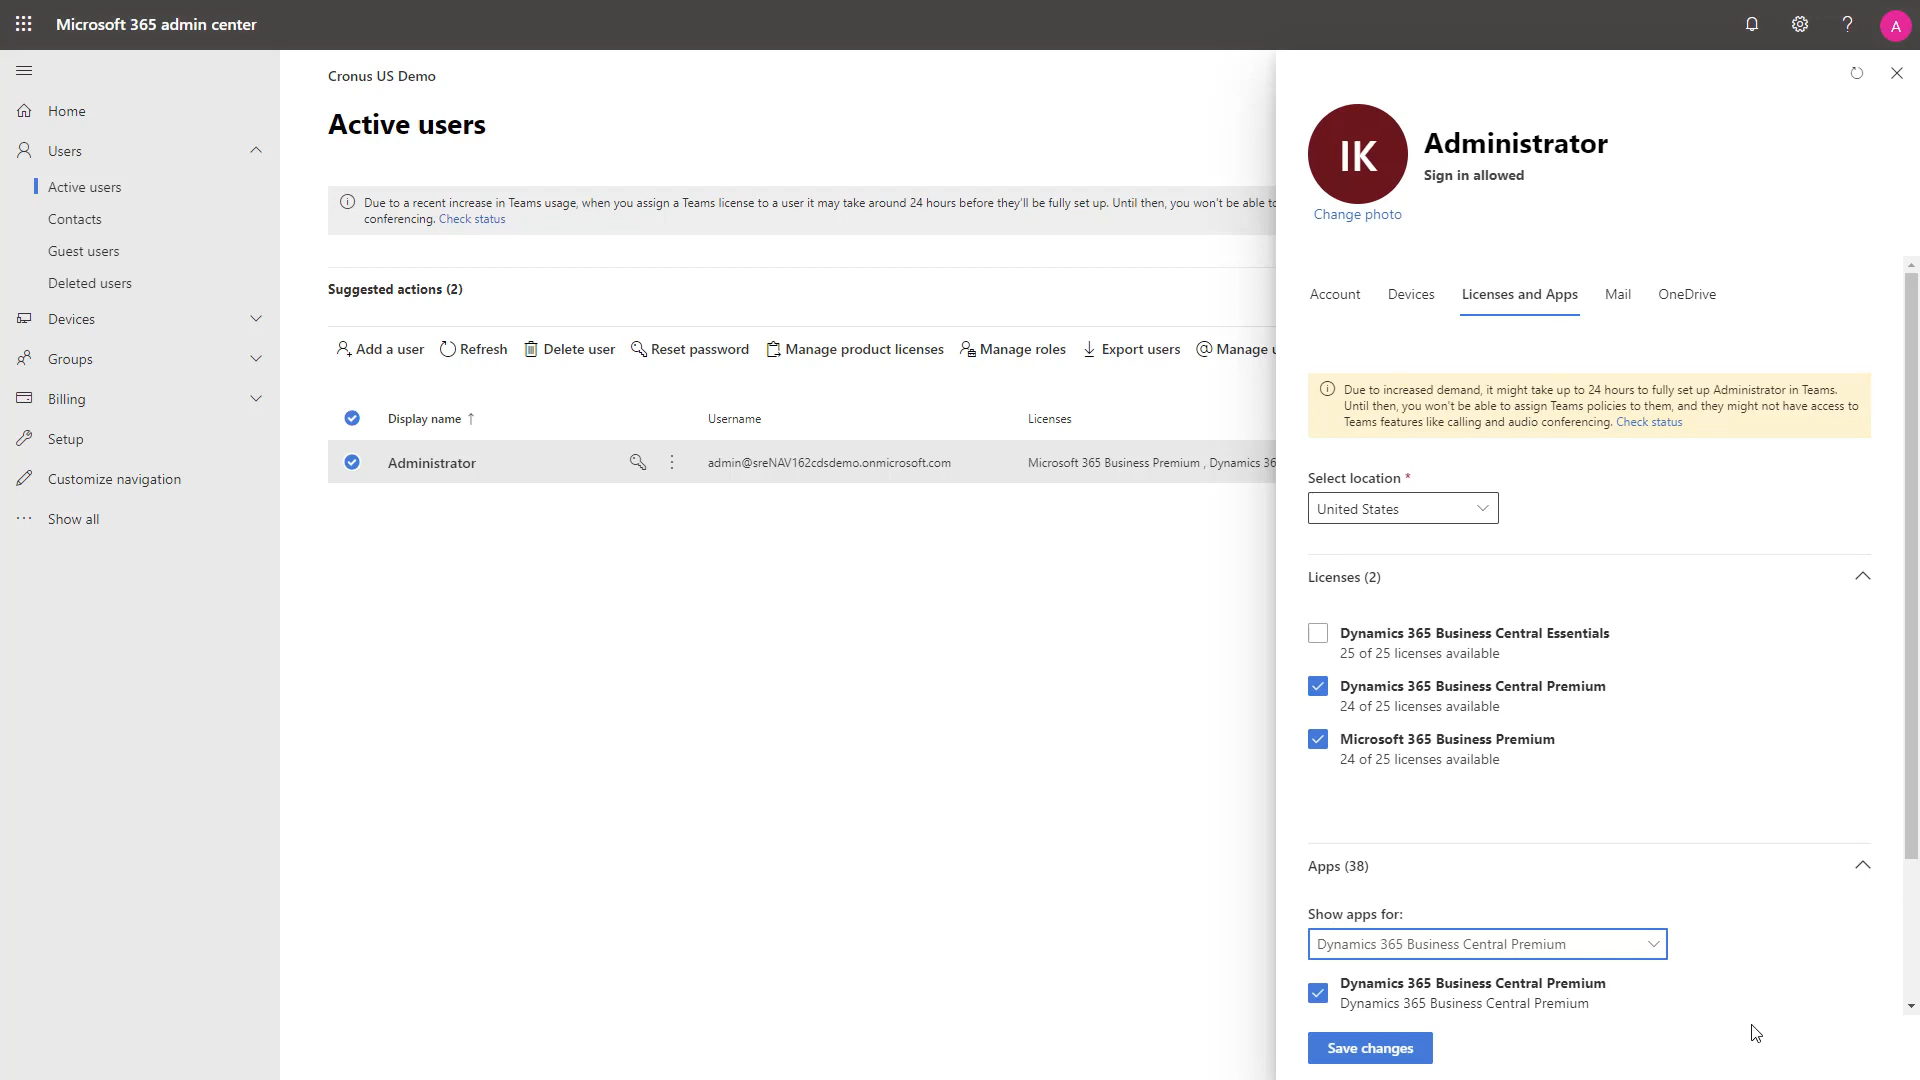 Microsoft 365 admin center
A
Home
Users
Active users
Contacts
Guest users
Deleted users
Devices
Groups
Billing
Setup
Customize navigation
Show all
Cronus US Demo
Active users
Due to a recent increase in Teams usage, when you assign a Teams license to a user it may take around 24 hours before they'll be fully set up. Until then, you won't be able to
conferencing. Check status
Suggested actions (2)
Add a user
Refresh
Delete user
Reset password
Manage product licenses
Manage roles
Export users
Manage u
Display name ↑
Username
Licenses
Administrator
admin@sreNAV162cdsdemo.onmicrosoft.com
Microsoft 365 Business Premium , Dynamics 36
IK
Administrator
Sign in allowed
Change photo
Account
Devices
Licenses and Apps
Mail
OneDrive
Due to increased demand, it might take up to 24 hours to fully set up Administrator in Teams.
Until then, you won't be able to assign Teams policies to them, and they might not have access to
Teams features like calling and audio conferencing. Check status
Select location *
United States
Licenses (2)
Dynamics 365 Business Central Essentials
25 of 25 licenses available
Dynamics 365 Business Central Premium
24 of 25 licenses available
Microsoft 365 Business Premium
24 of 25 licenses available
Apps (38)
Show apps for:
Dynamics 365 Business Central Premium
Dynamics 365 Business Central Premium
Dynamics 365 Business Central Premium
Save changes